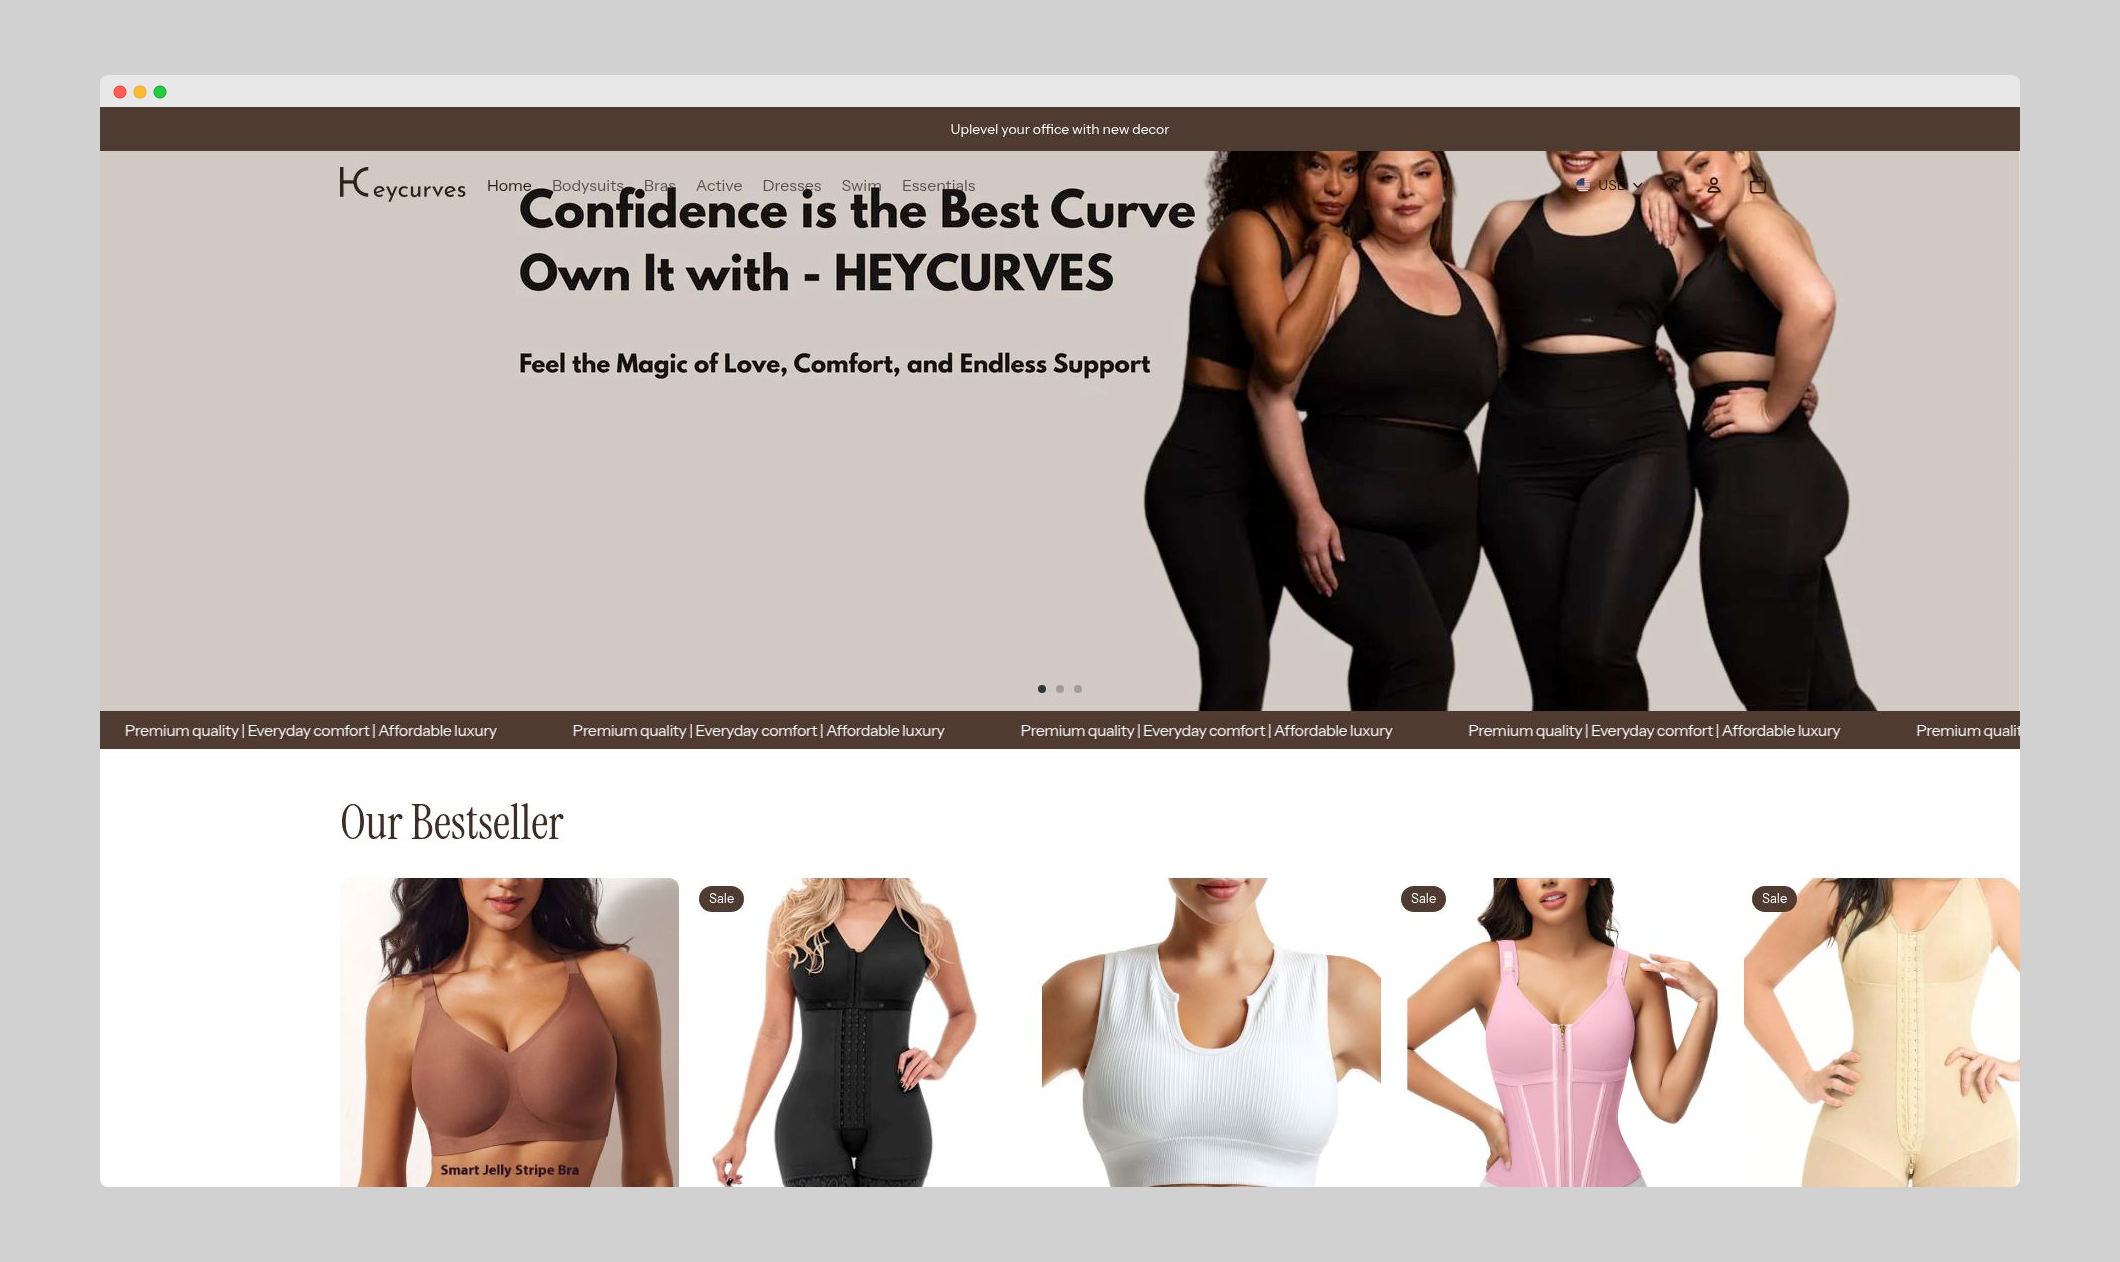 Uplevel your office with new decor
HC eycurves Home Bodysuits Bras Active Dresses Swim Essentials USD
Confidence is the Best Curve
Own It with - HEYCURVES
Feel the Magic of Love, Comfort, and Endless Support
Premium quality | Everyday comfort | Affordable luxury Premium quality | Everyday comfort | Affordable luxury Premium quality | Everyday comfort | Affordable luxury Premium quality | Everyday comfort | Affordable luxury Premium
Our Bestseller
Sale Sale Sale
Smart Jelly Stripe Bra